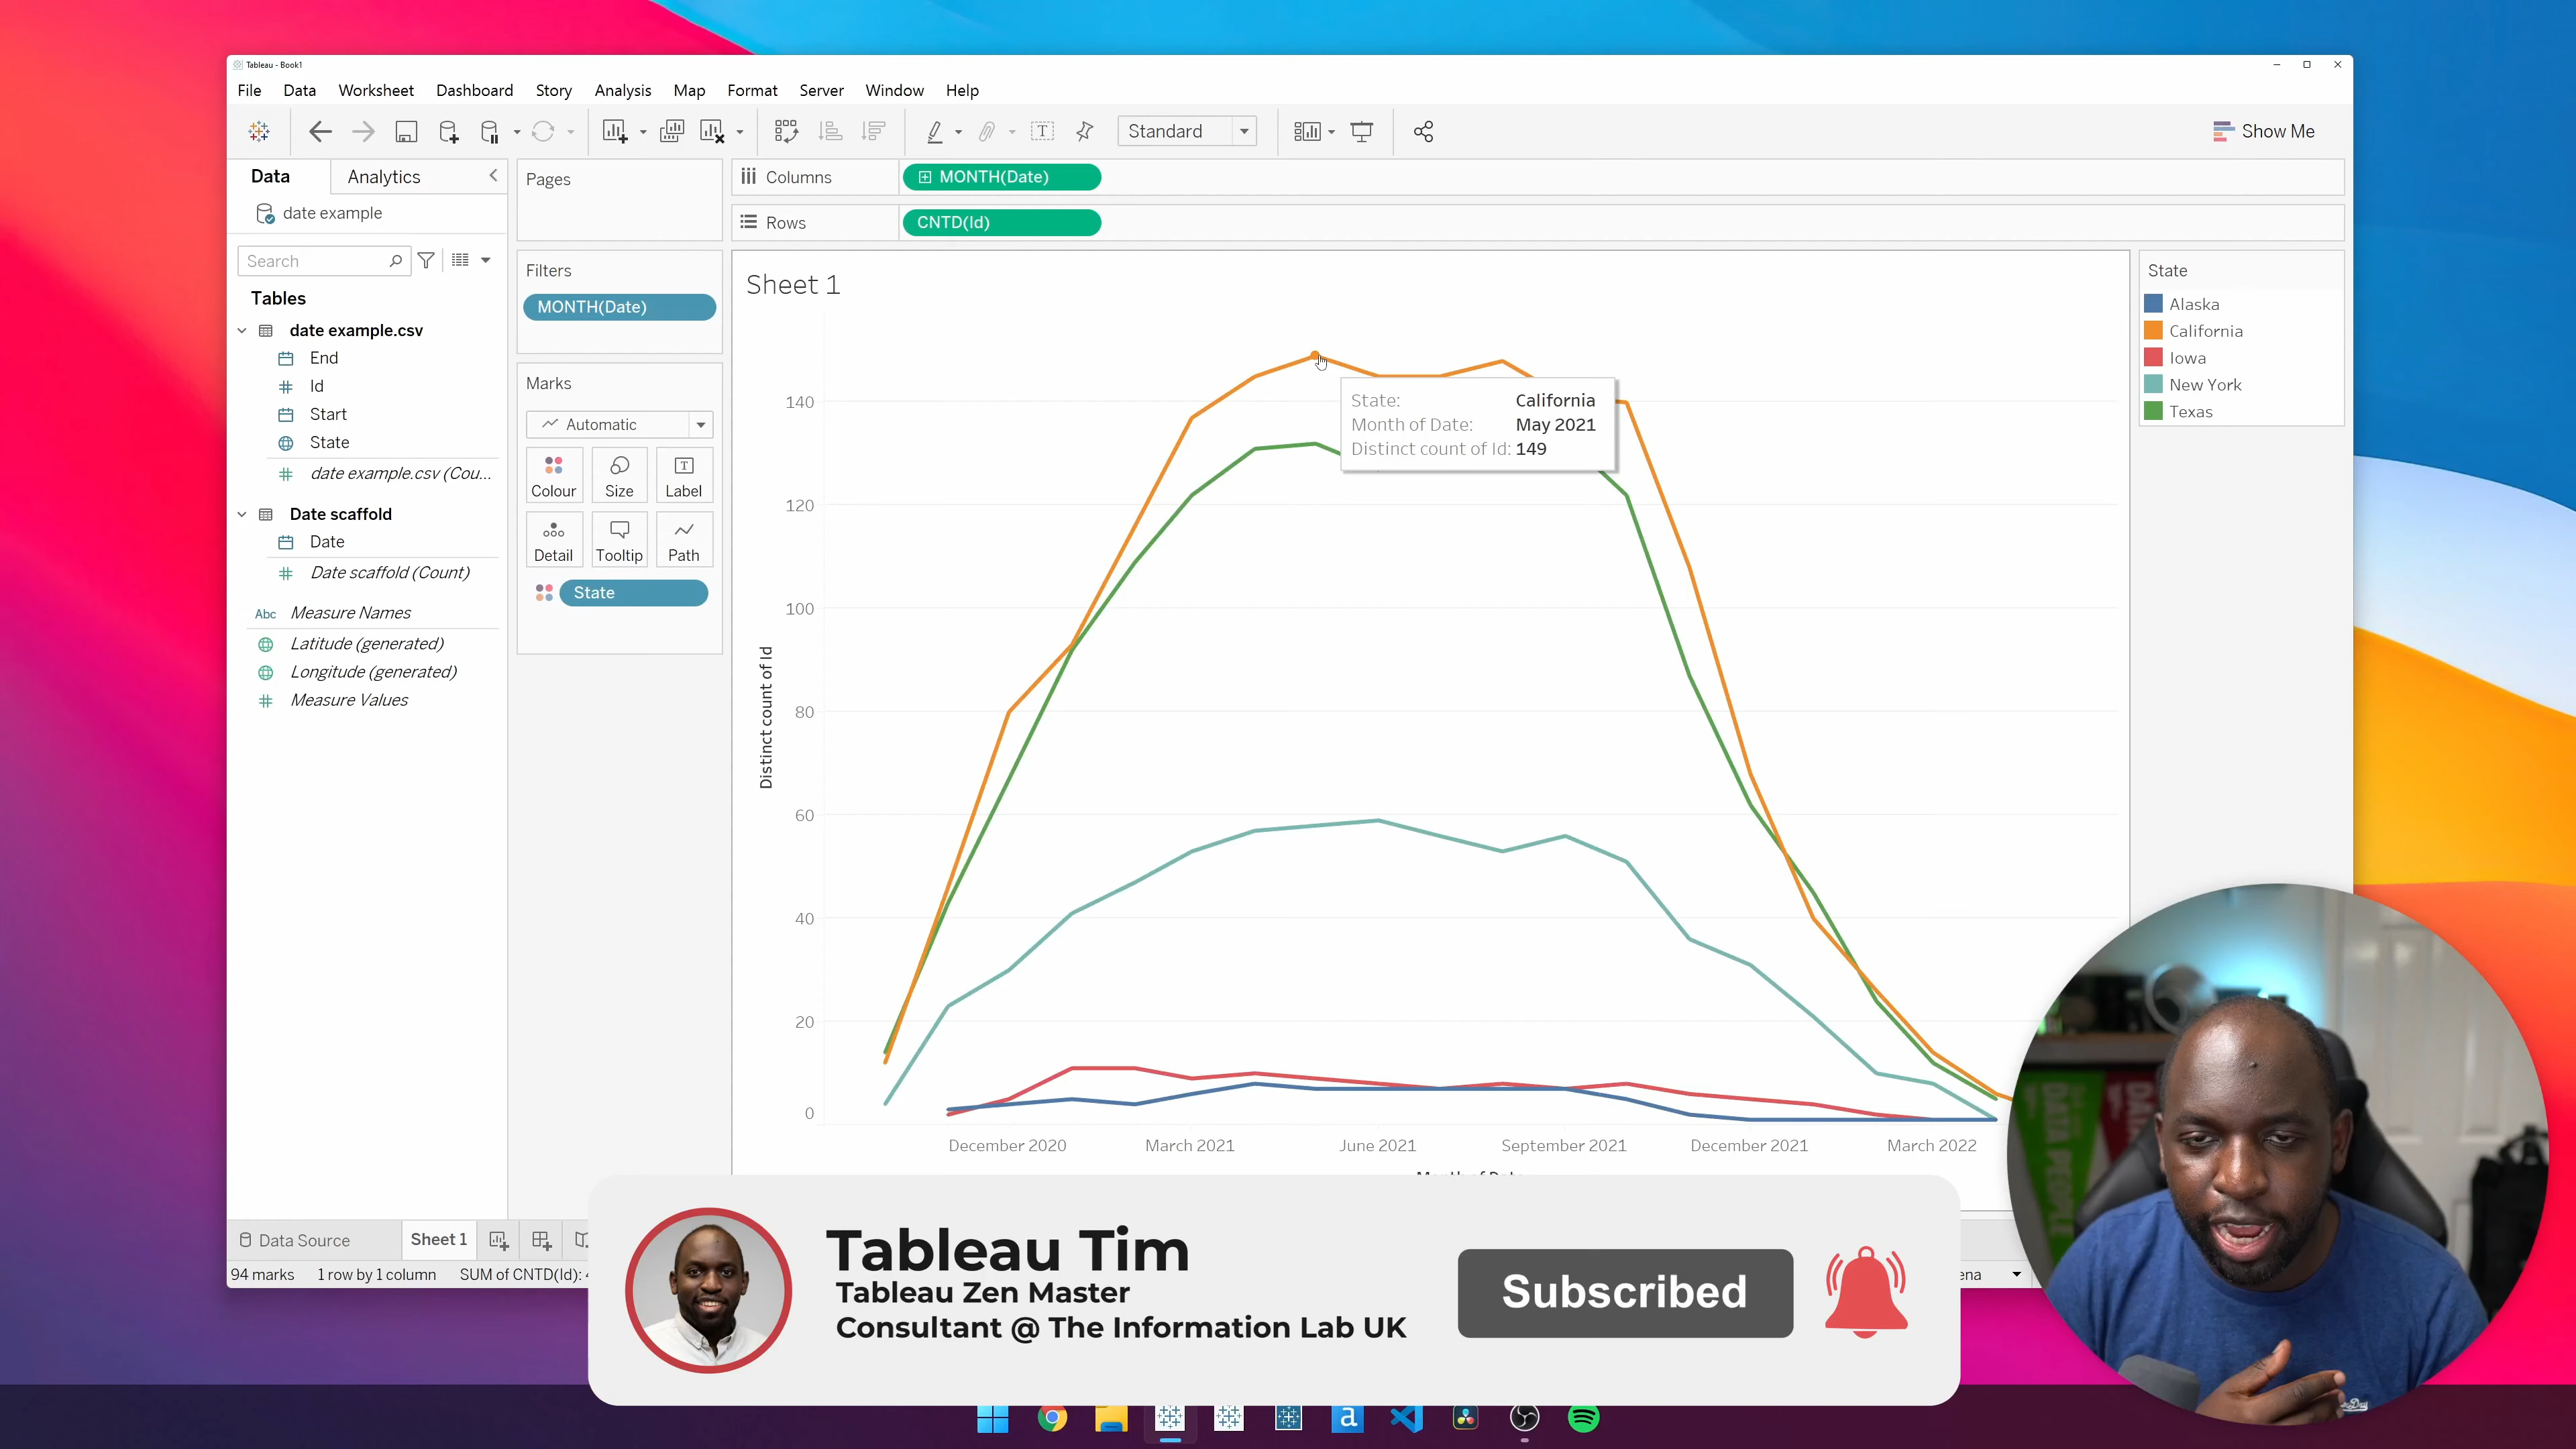 Tableau - Book1
File Data Worksheet Dashboard Story Analysis Map Format Server Window Help
Standard
Show Me
Data Analytics
date example
Search
Tables
date example.csv
End
Id
Start
State
date example.csv (Cou...
Date scaffold
Date
Date scaffold (Count)
Abc Measure Names
Latitude (generated)
Longitude (generated)
Measure Values
Pages
Filters
MONTH(Date)
Marks
Automatic
Colour Size Label
Detail Tooltip Path
State
Columns MONTH(Date)
Rows CNTD(Id)
Sheet 1
Distinct count of Id
140
120
100
80
60
40
20
0
State: California
Month of Date: May 2021
Distinct count of Id: 149
December 2020 March 2021 June 2021 September 2021 December 2021 March 2022
State
Alaska
California
Iowa
New York
Texas
Data Source Sheet 1
94 marks 1 row by 1 column SUM of CNTD(Id):
Tableau Tim
Tableau Zen Master
Consultant @ The Information Lab UK
Subscribed
DATA PEOPLE